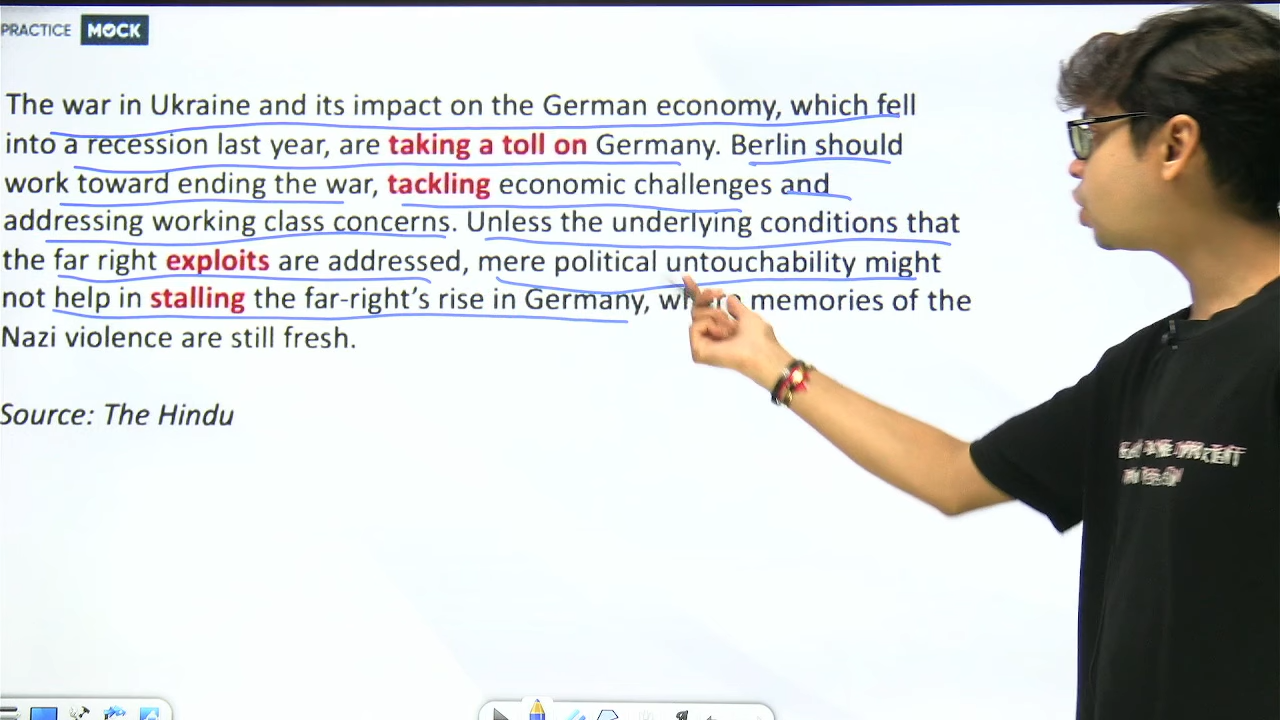 PRACTICE MOCK
The war in Ukraine and its impact on the German economy, which fell
into a recession last year, are taking a toll on Germany. Berlin should
work toward ending the war, tackling economic challenges and
addressing working class concerns. Unless the underlying conditions that
the far right exploits are addressed, mere political untouchability might
not help in stalling the far-right's rise in Germany, where memories of the
Nazi violence are still fresh.
Source: The Hindu